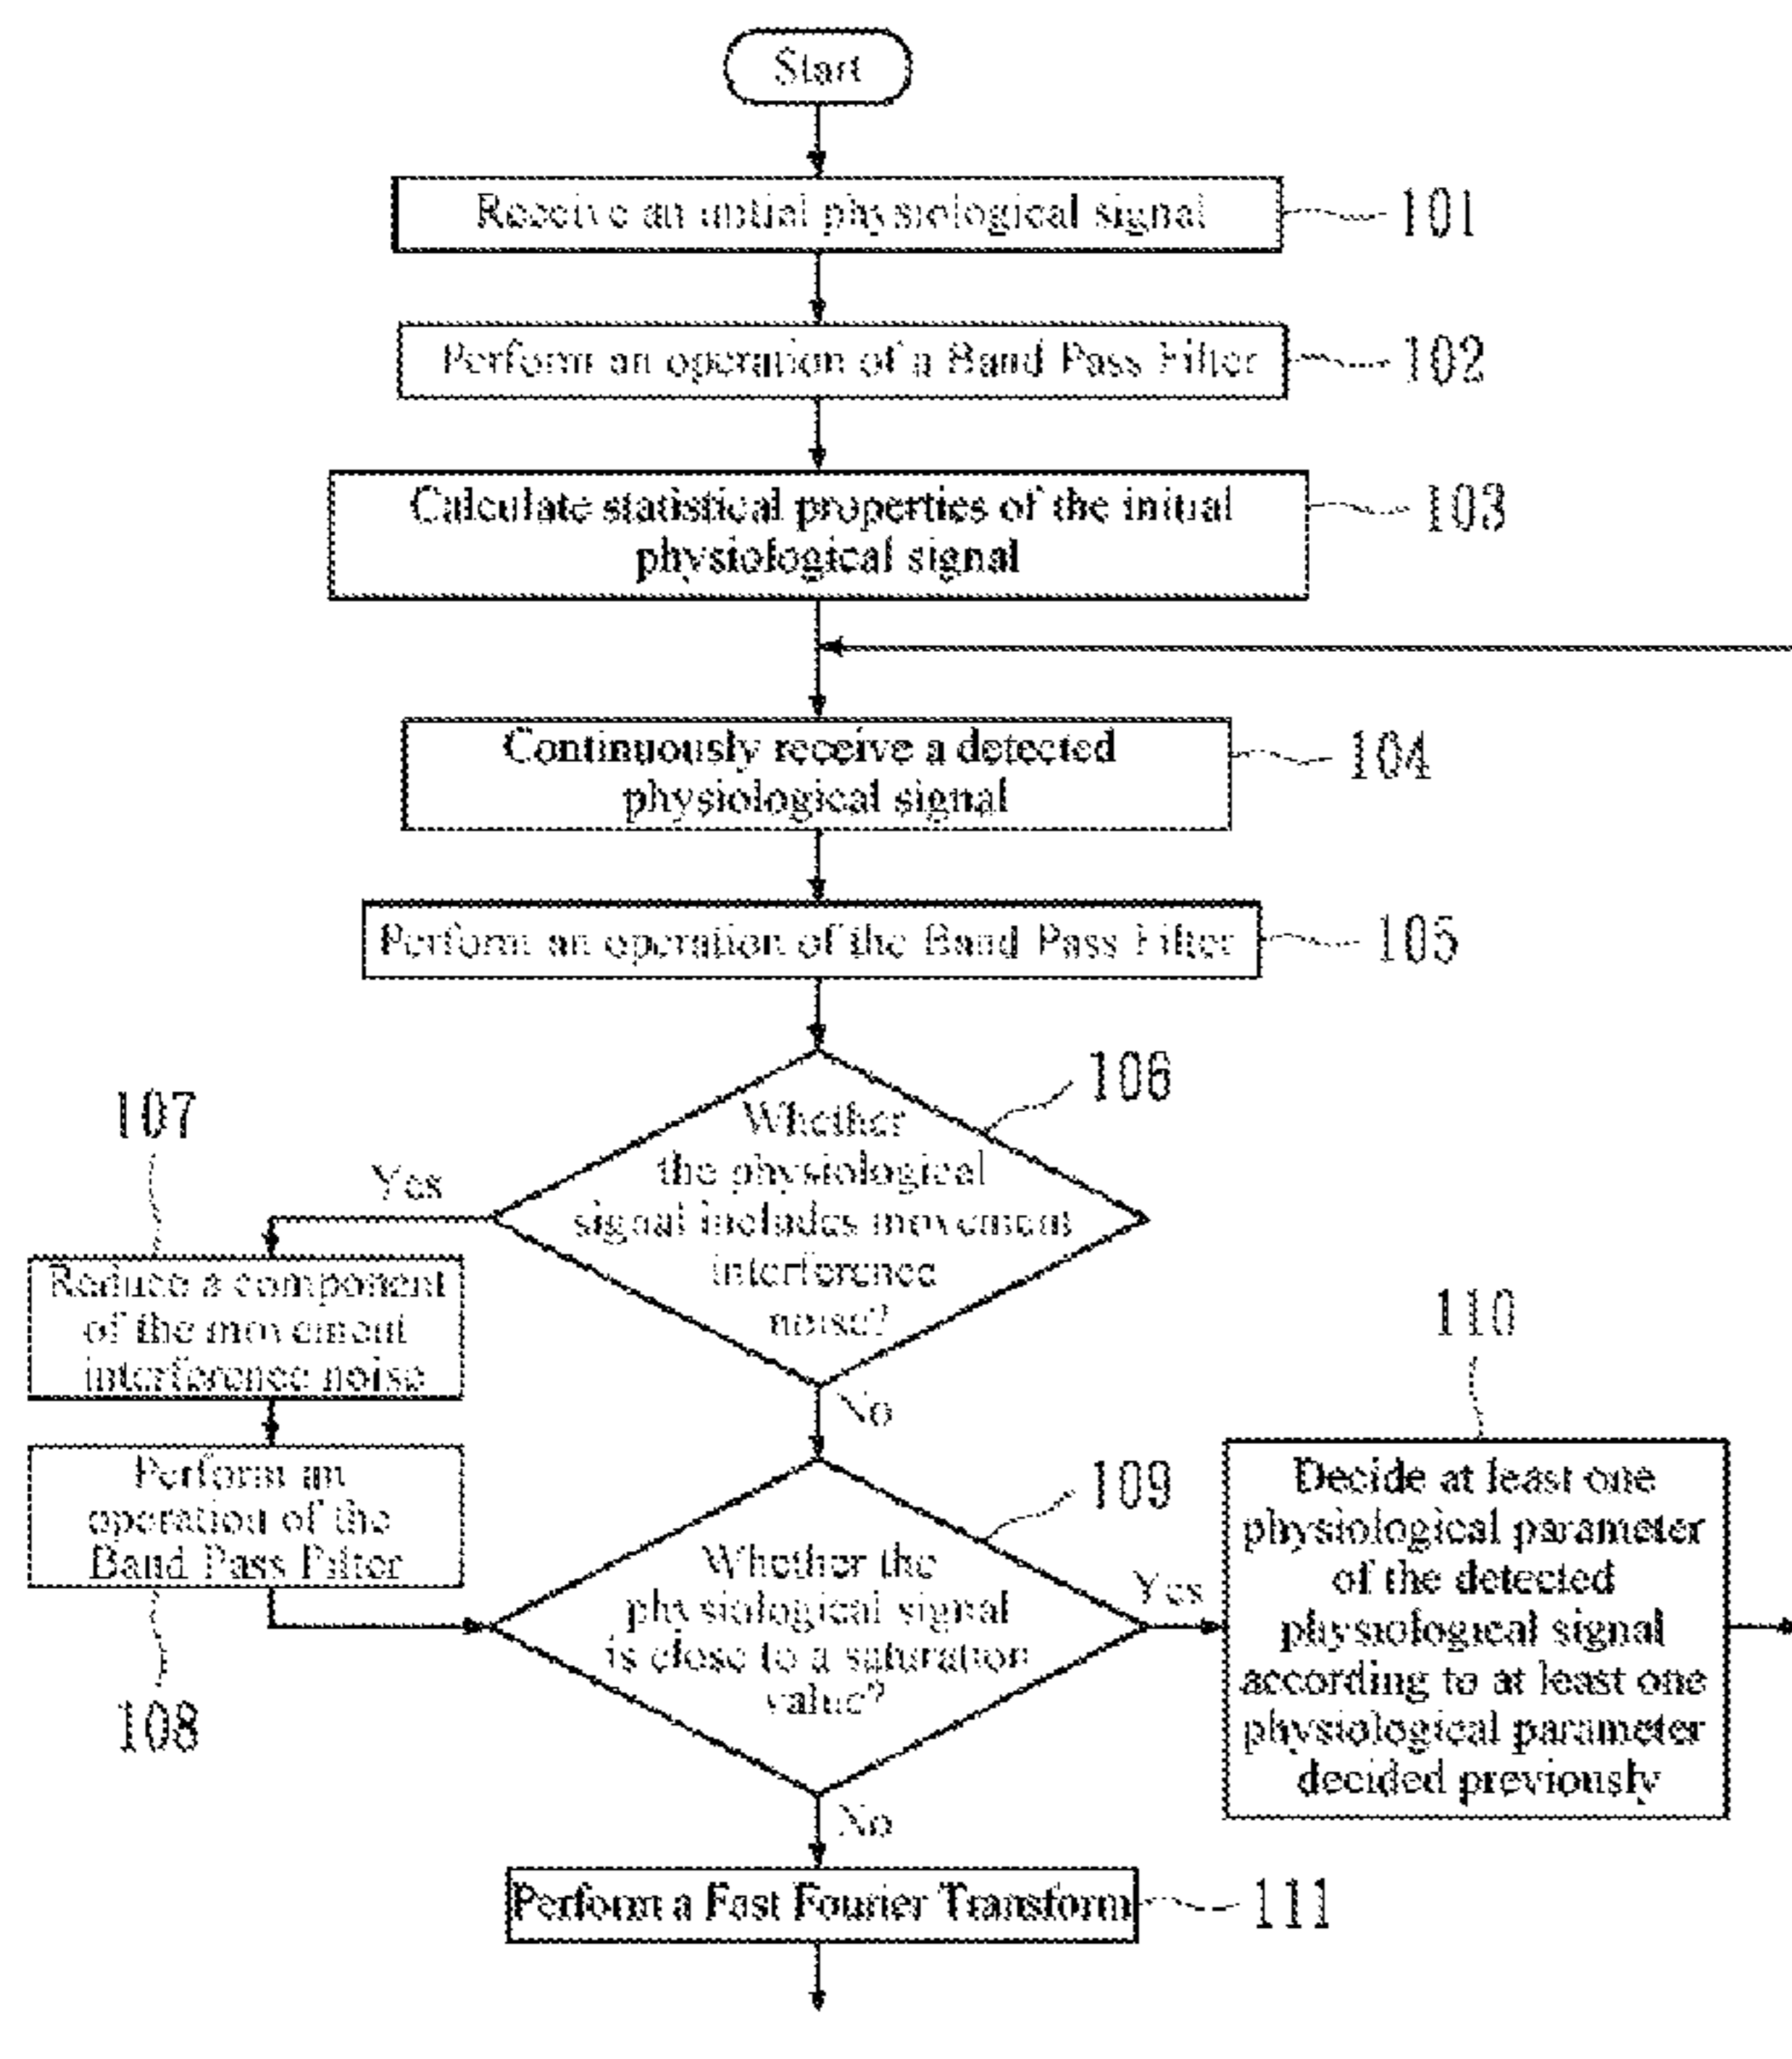 Start
Receive an initial physiological signal
101
Perform an operation of a Band Pass Filter
102
Calculate statistical properties of the initial
physiological signal
103
Continuously receive a detected
physiological signal
104
Perform an operation of the Band Pass Filter
105
106
Whether
the physiological
signal includes movement
interference
noise?
Yes
107
Reduce a component
of the movement
interference noise
No
Perform an
operation of the
Band Pass Filter
108
109
Whether the
physiological signal
is close to a saturation
value?
Yes
110
Decide at least one
physiological parameter
of the detected
physiological signal
according to at least one
physiological parameter
decided previously
No
Perform a Fast Fourier Transform
111